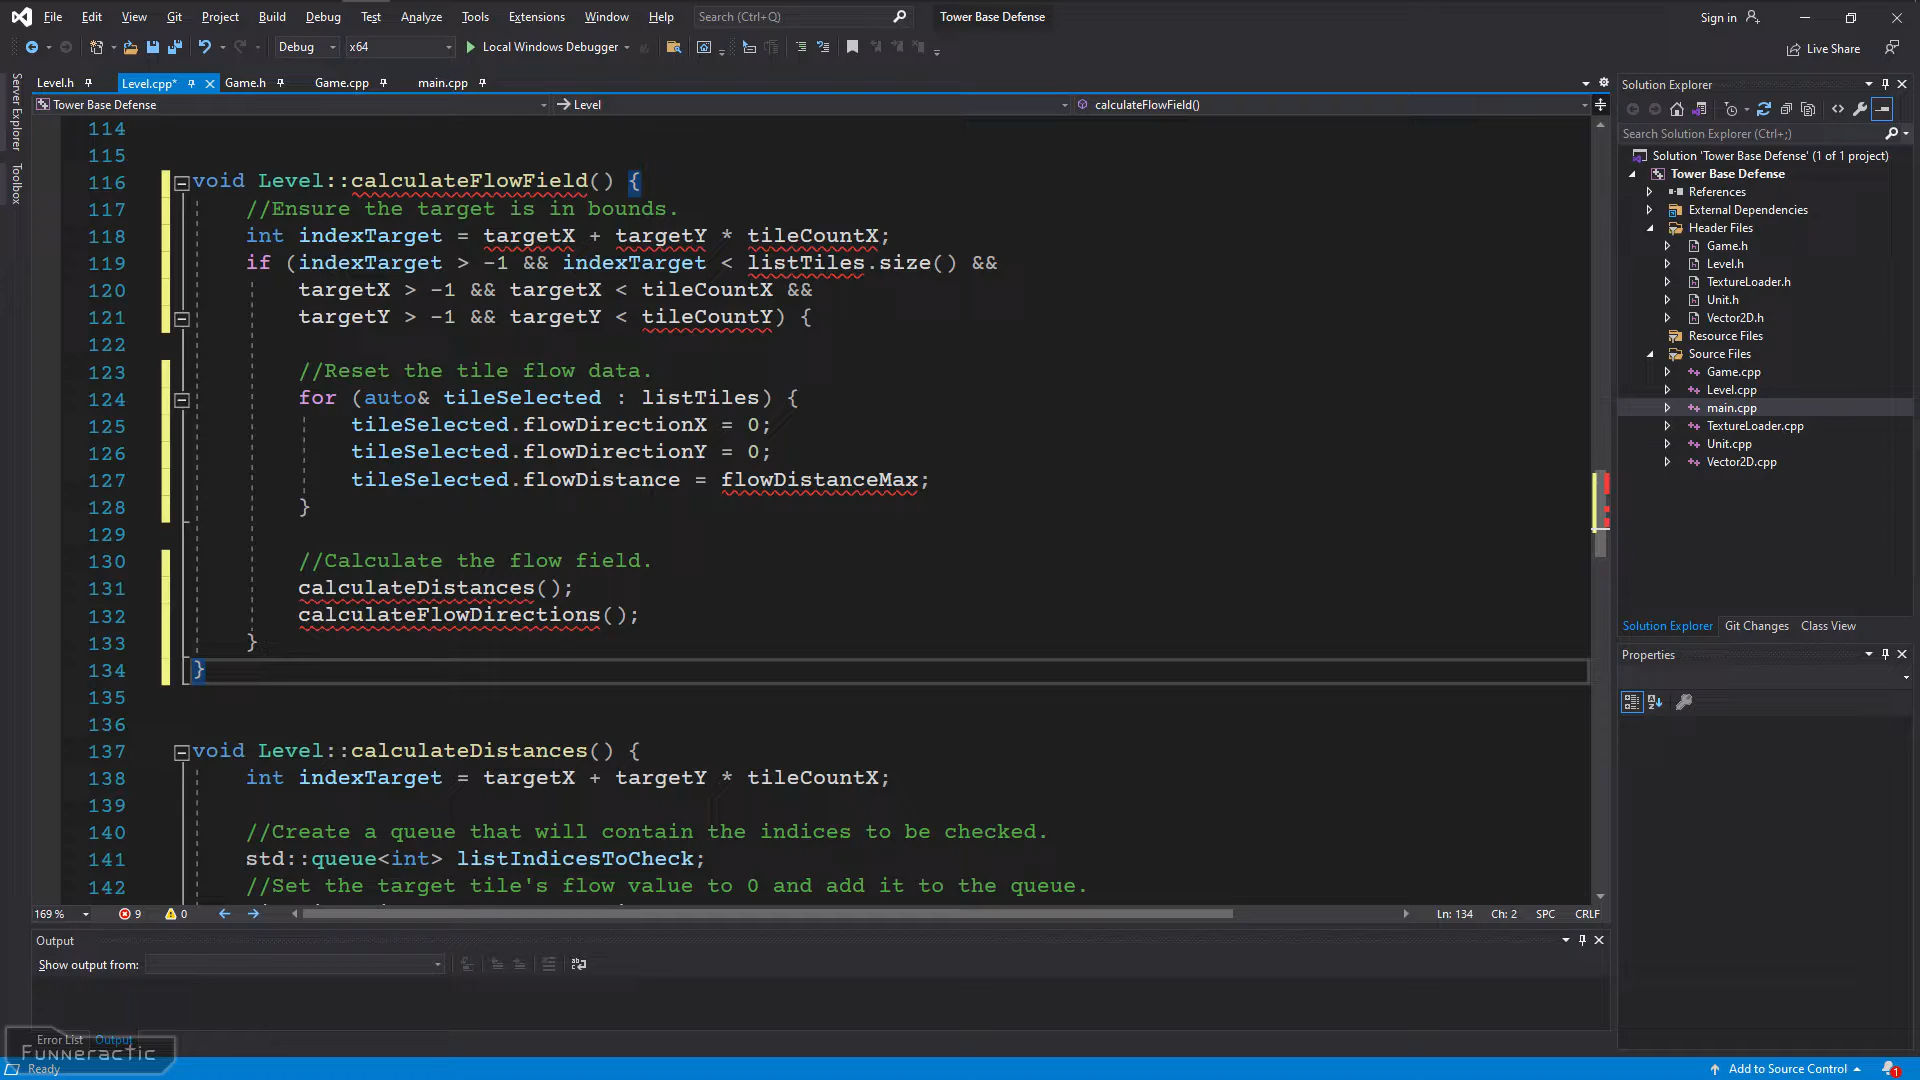 File Edit View Git Project Build Debug Test Analyze Tools Extensions Window Help Search (Ctrl+Q) Tower Base Defense Sign in
Debug x64 Local Windows Debugger Live Share
Level.h Level.cpp* Game.h Game.cpp main.cpp
Tower Base Defense Level calculateFlowField()
Server Explorer
Toolbox
114
115
116 void Level::calculateFlowField() {
117 //Ensure the target is in bounds.
118 int indexTarget = targetX + targetY * tileCountX;
119 if (indexTarget > -1 && indexTarget < listTiles.size() &&
120 targetX > -1 && targetX < tileCountX &&
121 targetY > -1 && targetY < tileCountY) {
122
123 //Reset the tile flow data.
124 for (auto& tileSelected : listTiles) {
125 tileSelected.flowDirectionX = 0;
126 tileSelected.flowDirectionY = 0;
127 tileSelected.flowDistance = flowDistanceMax;
128 }
129
130 //Calculate the flow field.
131 calculateDistances();
132 calculateFlowDirections();
133 }
134 }
135
136
137 void Level::calculateDistances() {
138 int indexTarget = targetX + targetY * tileCountX;
139
140 //Create a queue that will contain the indices to be checked.
141 std::queue<int> listIndicesToCheck;
142 //Set the target tile's flow value to 0 and add it to the queue.
169 % 9 0 Ln: 134 Ch: 2 SPC CRLF
Output
Show output from:
Error List Output
Funneractic
Ready
Solution Explorer
Search Solution Explorer (Ctrl+;)
Solution 'Tower Base Defense' (1 of 1 project)
Tower Base Defense
References
External Dependencies
Header Files
Game.h
Level.h
TextureLoader.h
Unit.h
Vector2D.h
Resource Files
Source Files
Game.cpp
Level.cpp
main.cpp
TextureLoader.cpp
Unit.cpp
Vector2D.cpp
Solution Explorer Git Changes Class View
Properties
Add to Source Control 1